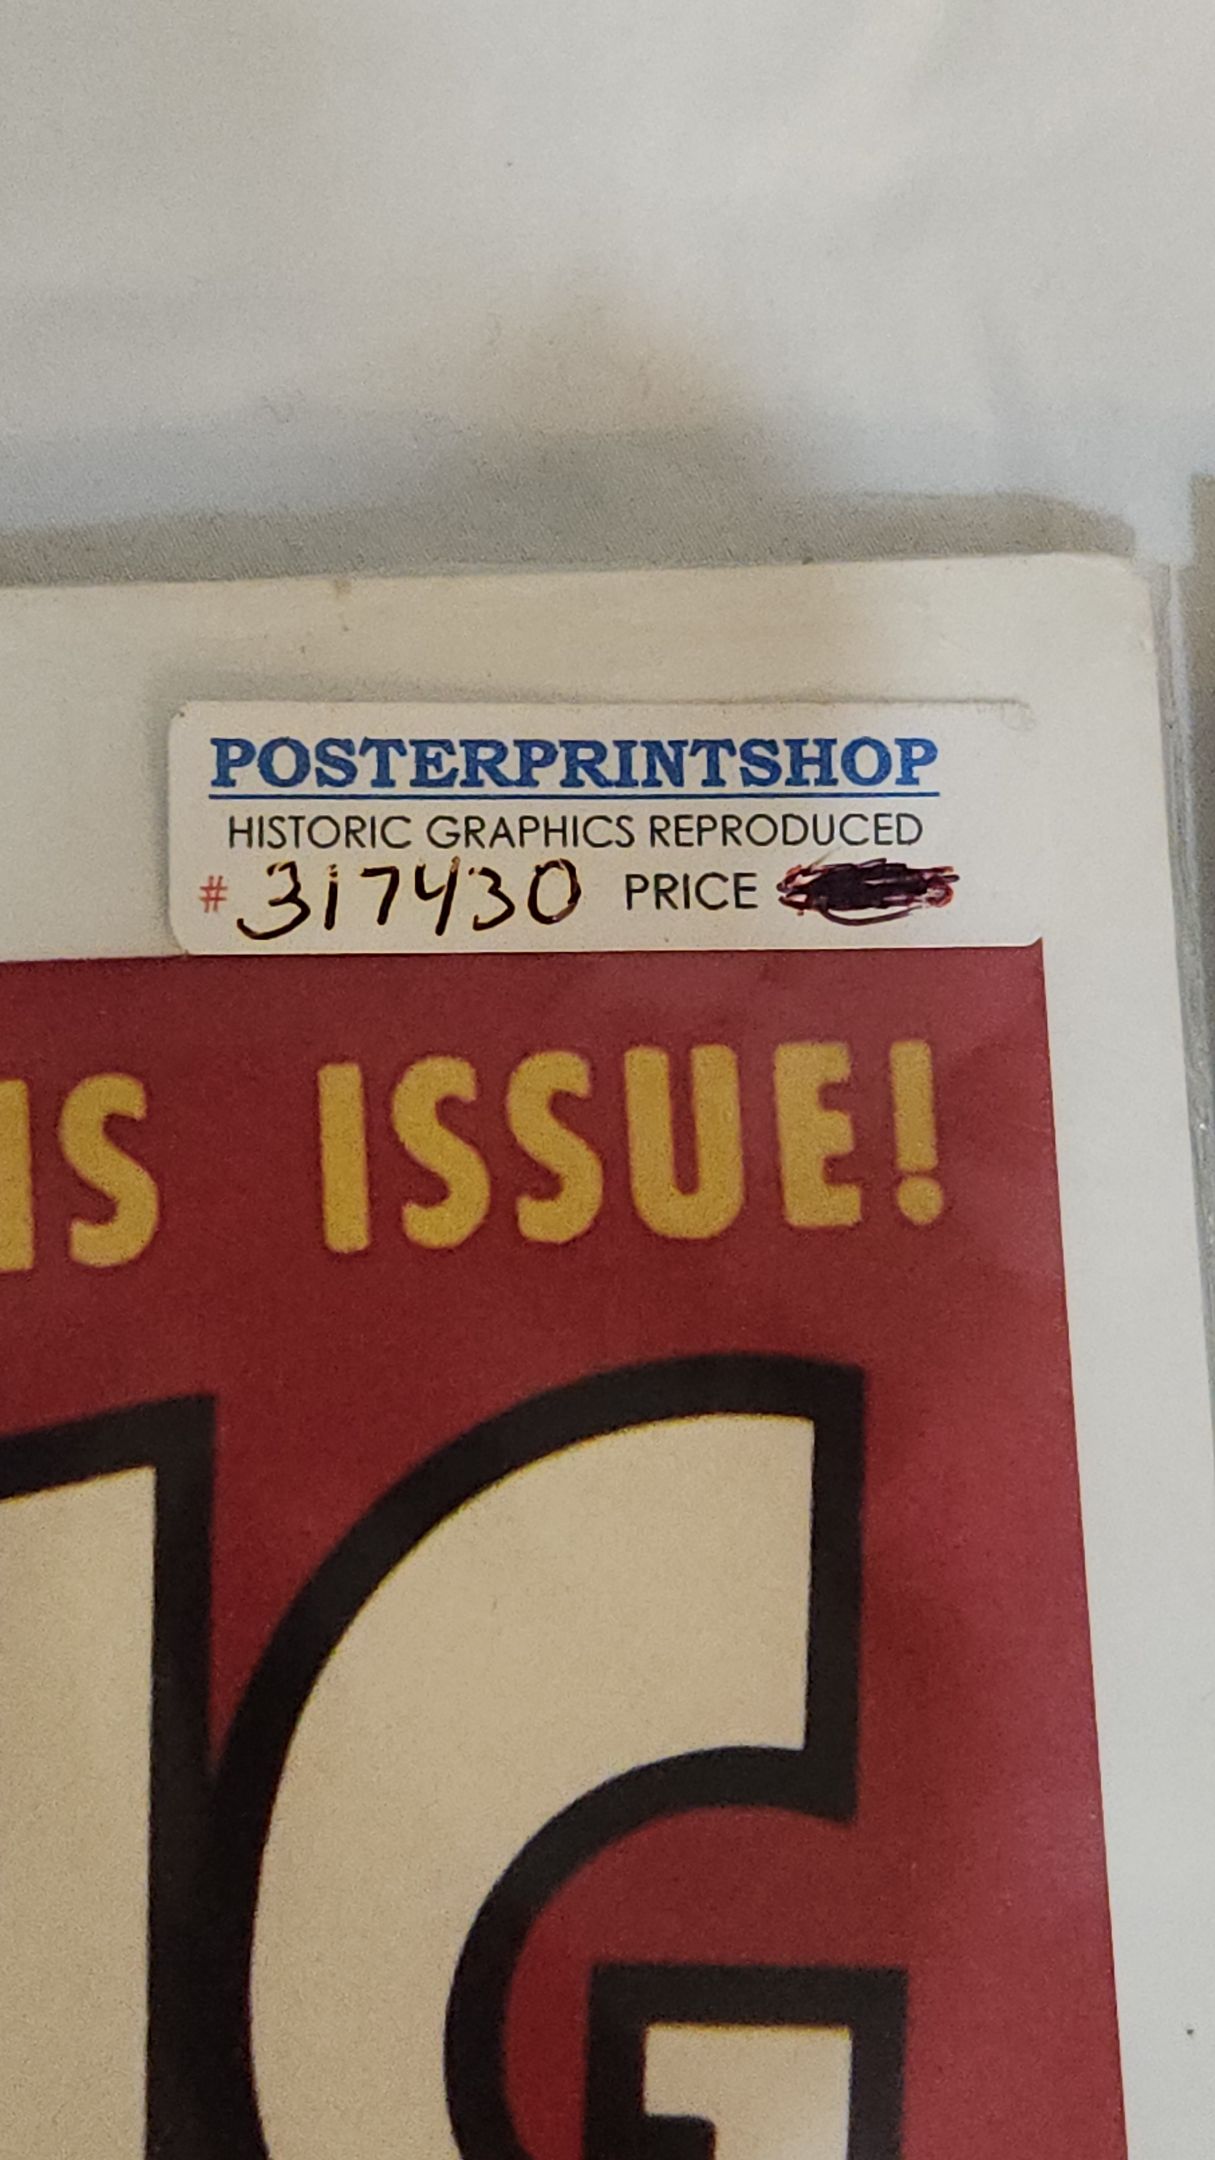 POSTERPRINTSHOP
HISTORIC GRAPHICS REPRODUCED
# 317430 PRICE
IS ISSUE!
G